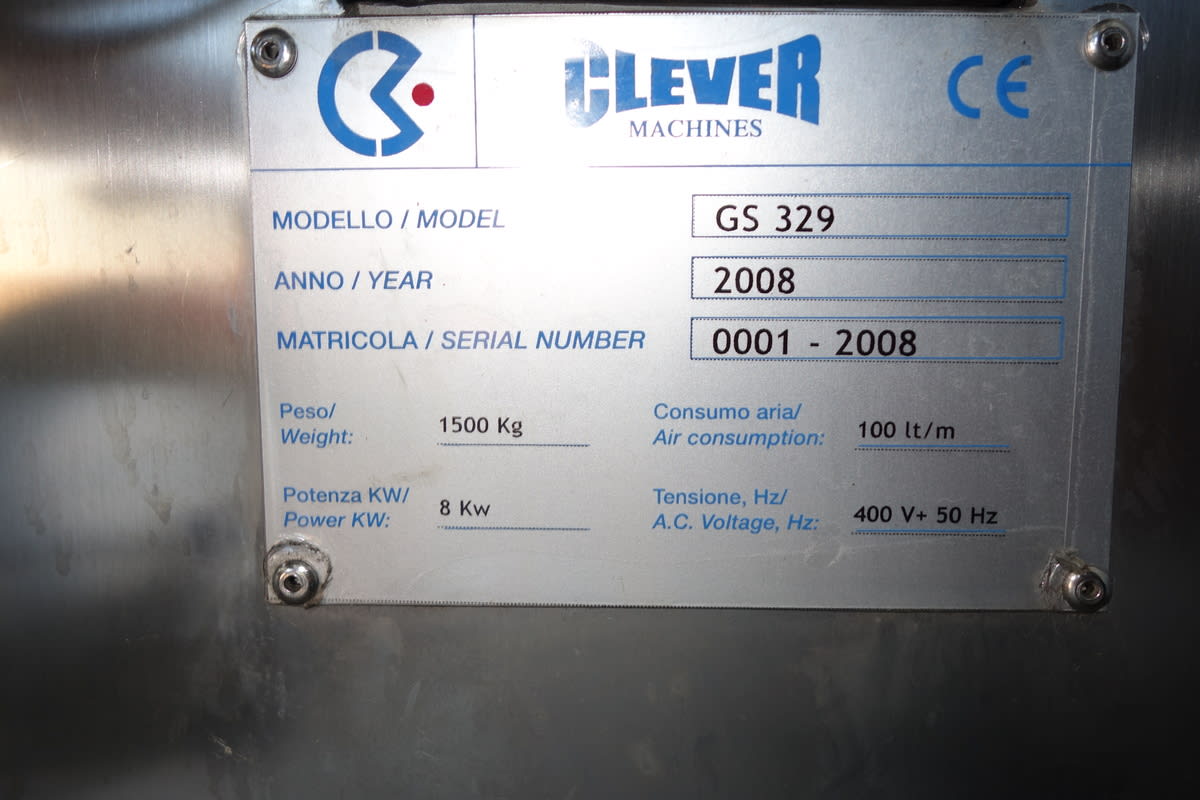 CLEVER
MACHINES
CE
MODELLO / MODEL GS 329
ANNO / YEAR 2008
MATRICOLA / SERIAL NUMBER 0001 - 2008
Peso/
Weight: 1500 Kg
Consumo aria/
Air consumption: 100 lt/m
Potenza KW/
Power KW: 8 Kw
Tensione, Hz/
A.C. Voltage, Hz: 400 V+ 50 Hz